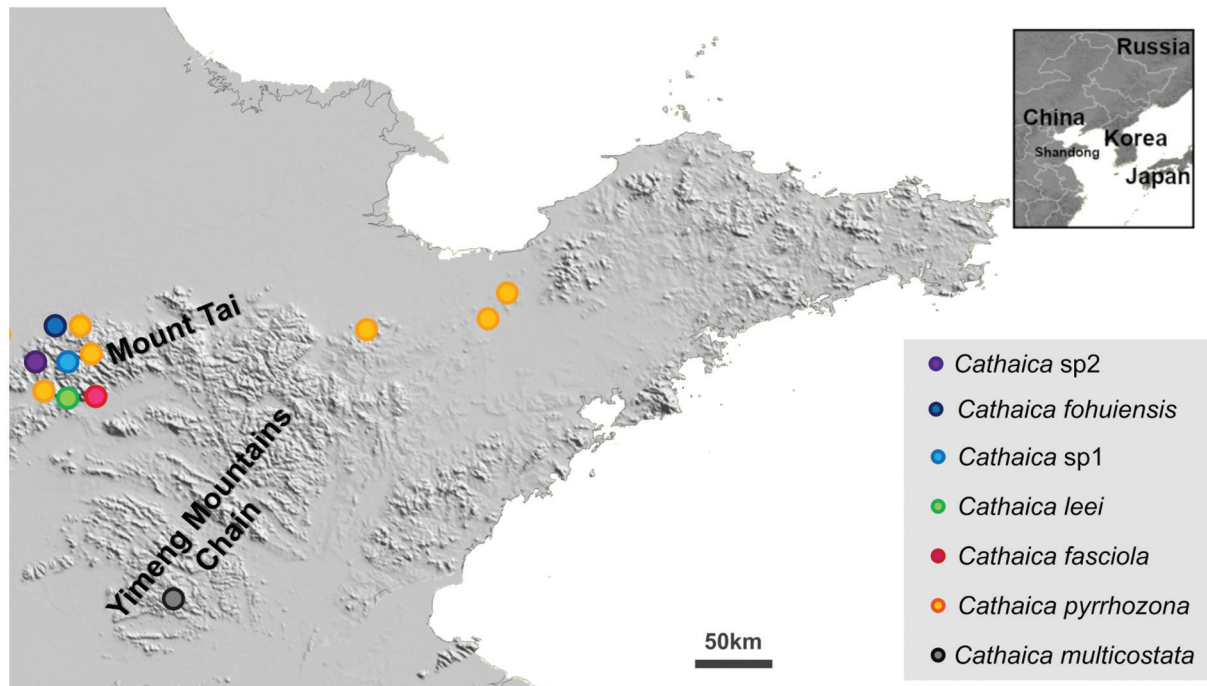 Russia
China
Korea
Shandong
Japan
Mount Tai
Yimeng Mountains
Chain
50km
Cathaica sp2
Cathaica fohuiensis
Cathaica sp1
Cathaica leei
Cathaica fasciola
Cathaica pyrrhozona
Cathaica multicostata